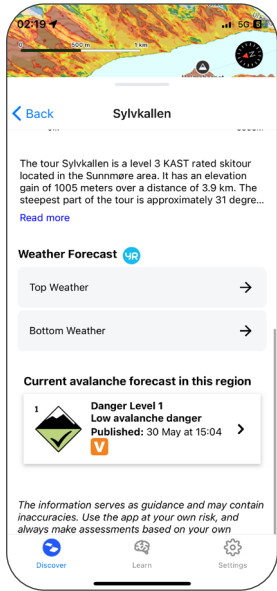 02:19
5G
0
500 m
1 km
Back
Sylvkallen
The tour Sylvkallen is a level 3 KAST rated skitour
located in the Sunnmøre area. It has an elevation
gain of 1005 meters over a distance of 3.9 km. The
steepest part of the tour is approximately 31 degre...
Read more
Weather Forecast YR
Top Weather
Bottom Weather
Current avalanche forecast in this region
1
Danger Level 1
Low avalanche danger
Published: 30 May at 15:04
V
The information serves as guidance and may contain
inaccuracies. Use the app at your own risk, and
always make assessments based on your own
Discover
Learn
Settings